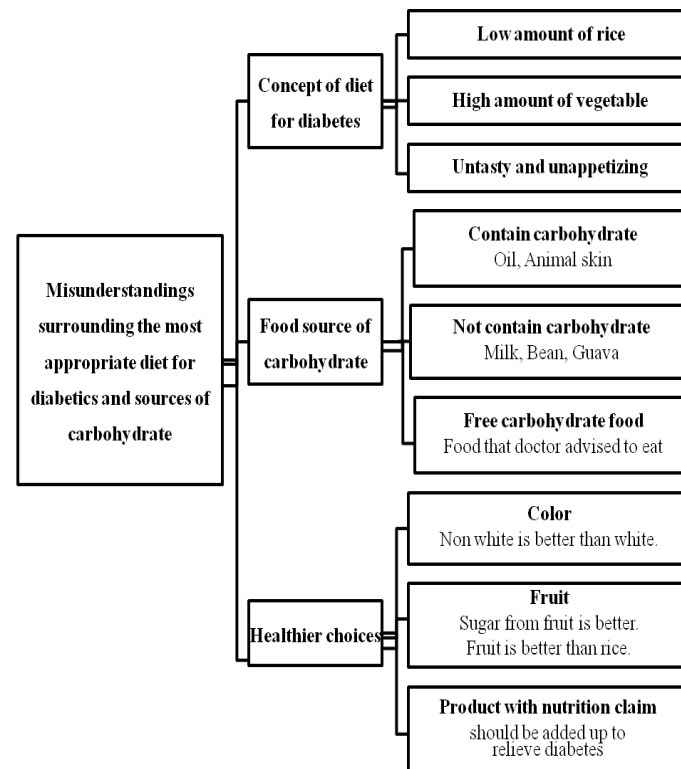 Misunderstandings
surrounding the most
appropriate diet for
diabetics and sources of
carbohydrate
Concept of diet
for diabetes
Low amount of rice
High amount of vegetable
Untasty and unappetizing
Food source of
carbohydrate
Contain carbohydrate
Oil, Animal skin
Not contain carbohydrate
Milk, Bean, Guava
Free carbohydrate food
Food that doctor advised to eat
Healthier choices
Color
Non white is better than white.
Fruit
Sugar from fruit is better.
Fruit is better than rice.
Product with nutrition claim
should be added up to
relieve diabetes